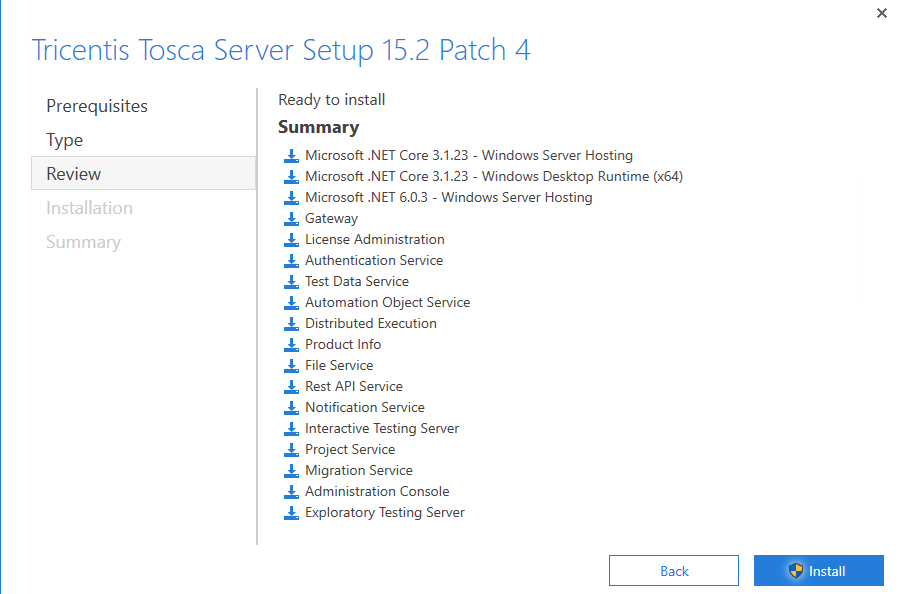 Tricentis Tosca Server Setup 15.2 Patch 4
Prerequisites
Type
Review
Installation
Summary
Ready to install
Summary
Microsoft .NET Core 3.1.23 - Windows Server Hosting
Microsoft .NET Core 3.1.23 - Windows Desktop Runtime (x64)
Microsoft .NET 6.0.3 - Windows Server Hosting
Gateway
License Administration
Authentication Service
Test Data Service
Automation Object Service
Distributed Execution
Product Info
File Service
Rest API Service
Notification Service
Interactive Testing Server
Project Service
Migration Service
Administration Console
Exploratory Testing Server
Back
Install